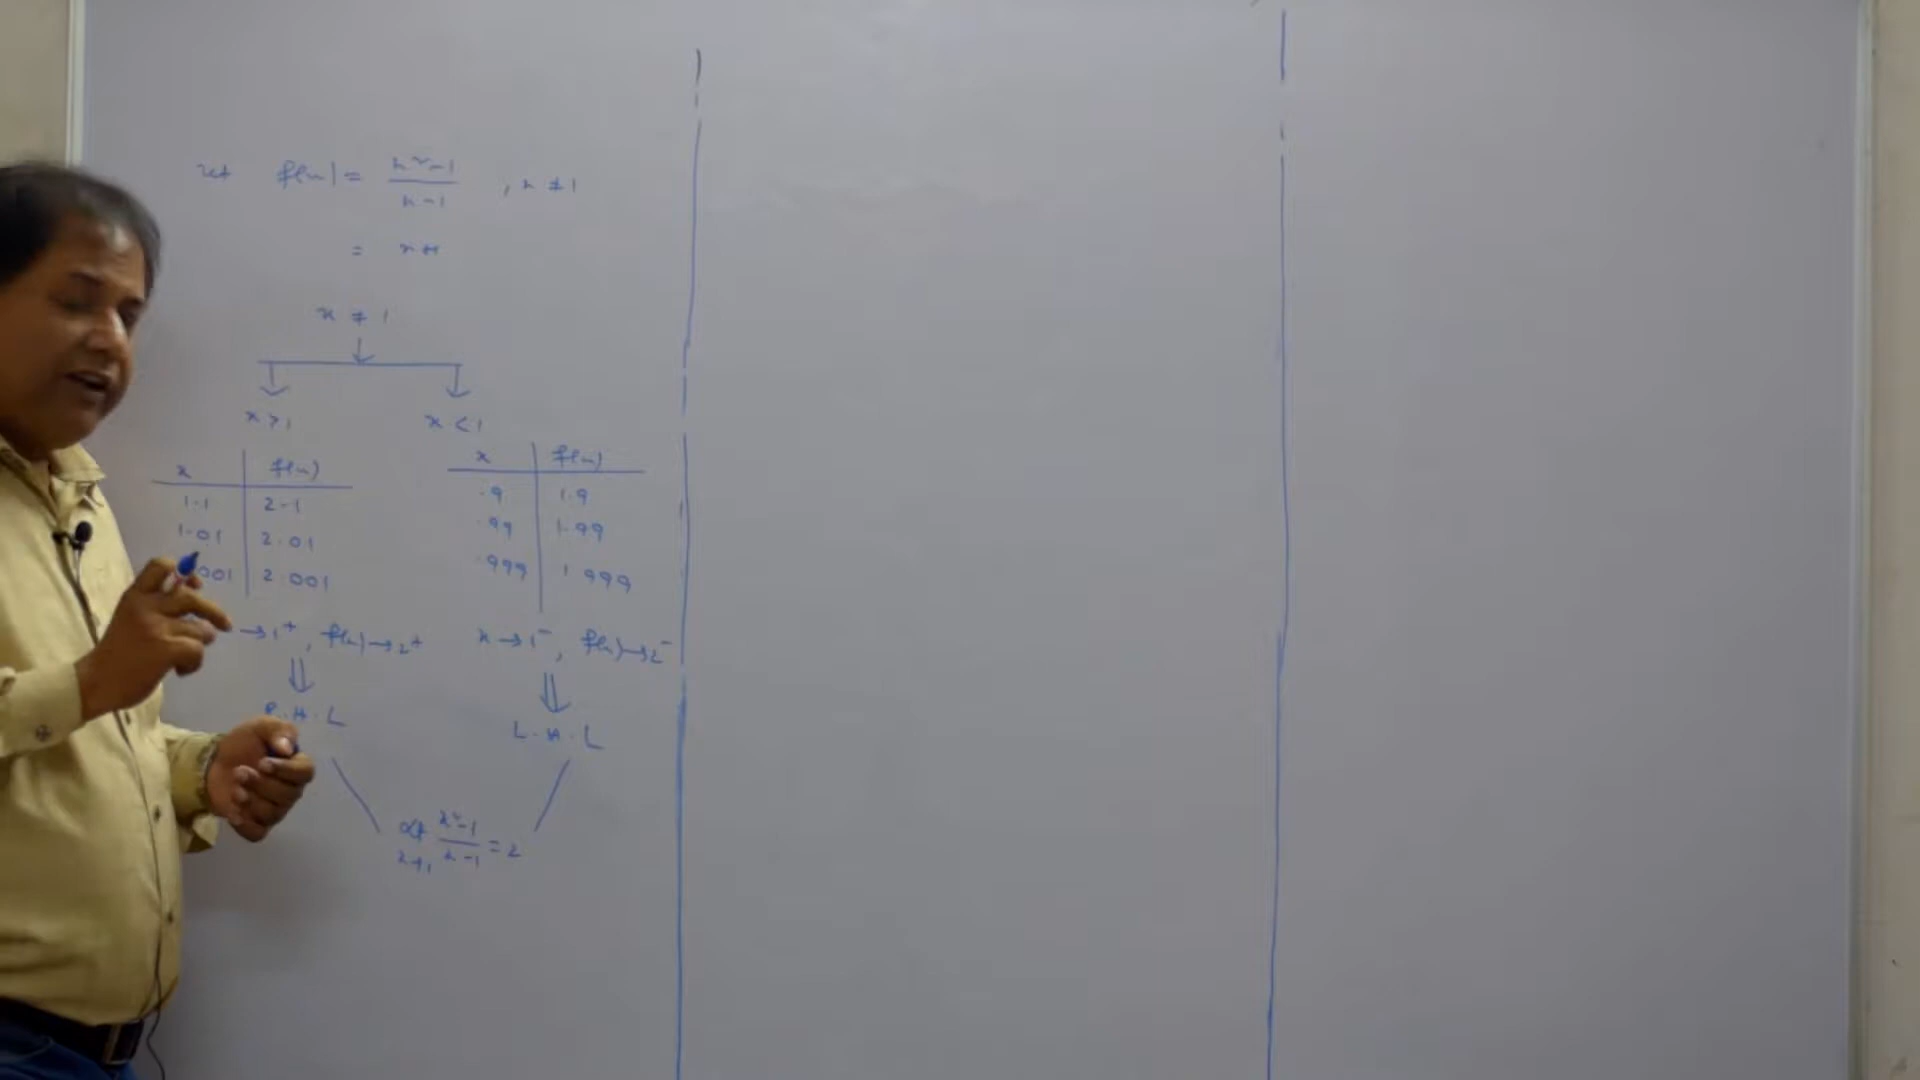 Let f(x) = x²-1 / x-1 , x ≠ 1
= x+1
x ≠ 1
x > 1
x < 1
x | f(x)
1.1 | 2.1
1.01 | 2.01
001 | 2.001
x | f(x)
.9 | 1.9
.99 | 1.99
.999 | 1.999
→ 1⁺, f(x) → 2⁺
x → 1⁻, f(x) → 2⁻
R.H.L
L.H.L
Lt x→1 x²-1 / x-1 = 2